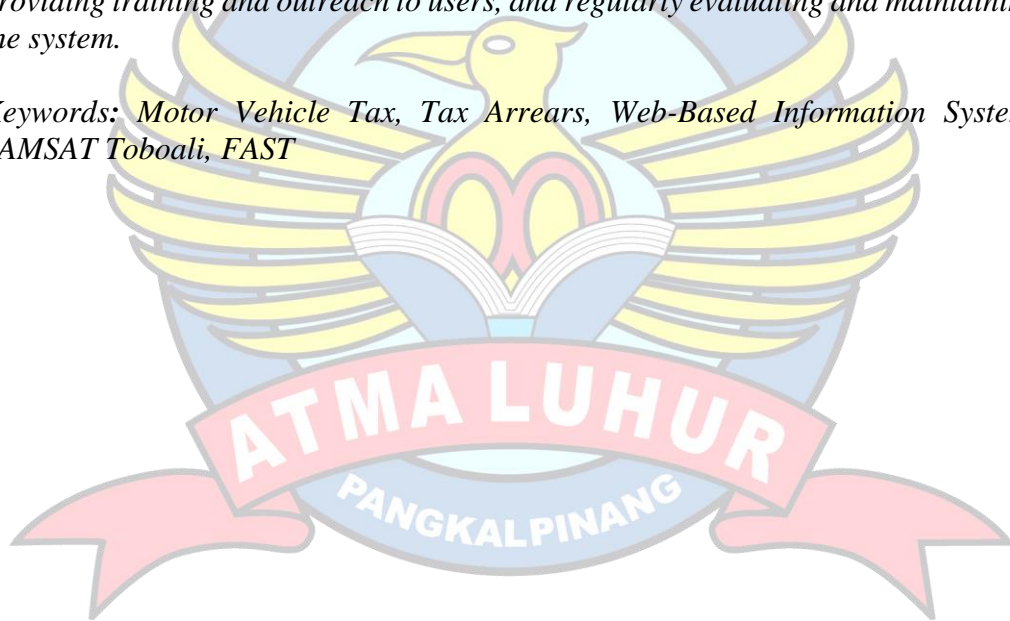 roviding training and outreach to users, and regularly evaluating and maintainin
he system.
Keywords: Motor Vehicle Tax, Tax Arrears, Web-Based Information Syste
AMSAT Toboali, FAST
ATMA LUHUR
PANGKALPINANG